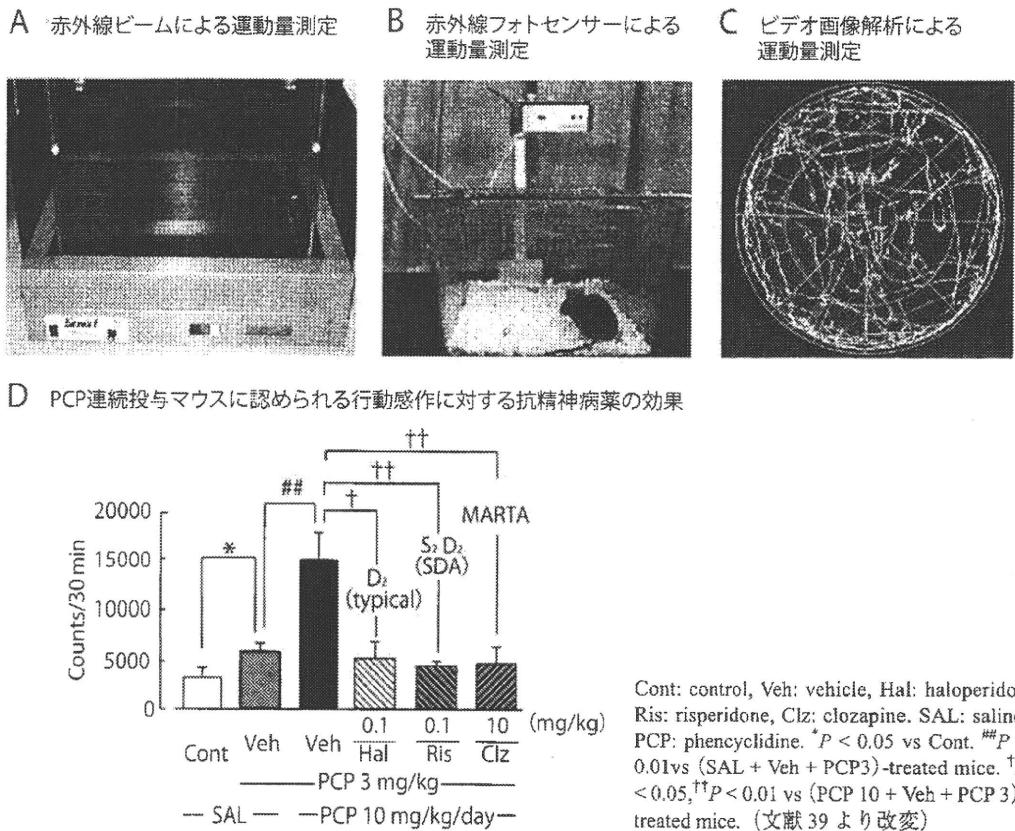 A 赤外線ビームによる運動量測定
B 赤外線フォトセンサーによる
運動量測定
C ビデオ画像解析による
運動量測定
D PCP連続投与マウスに認められる行動感作に対する抗精神病薬の効果
Counts/30 min
20000
15000
10000
5000
0
*
##
†
††
††
D₂
(typical)
S₂ D₂
(SDA)
MARTA
Cont
Veh
Veh
0.1
Hal
0.1
Ris
10
Clz
(mg/kg)
PCP 3 mg/kg
SAL
PCP 10 mg/kg/day
Cont: control, Veh: vehicle, Hal: haloperido
Ris: risperidone, Clz: clozapine. SAL: saline
PCP: phencyclidine. *P < 0.05 vs Cont. ##P
0.01vs (SAL + Veh + PCP3)-treated mice. †
< 0.05,††P < 0.01 vs (PCP 10 + Veh + PCP 3)
treated mice. (文献 39 より改変)